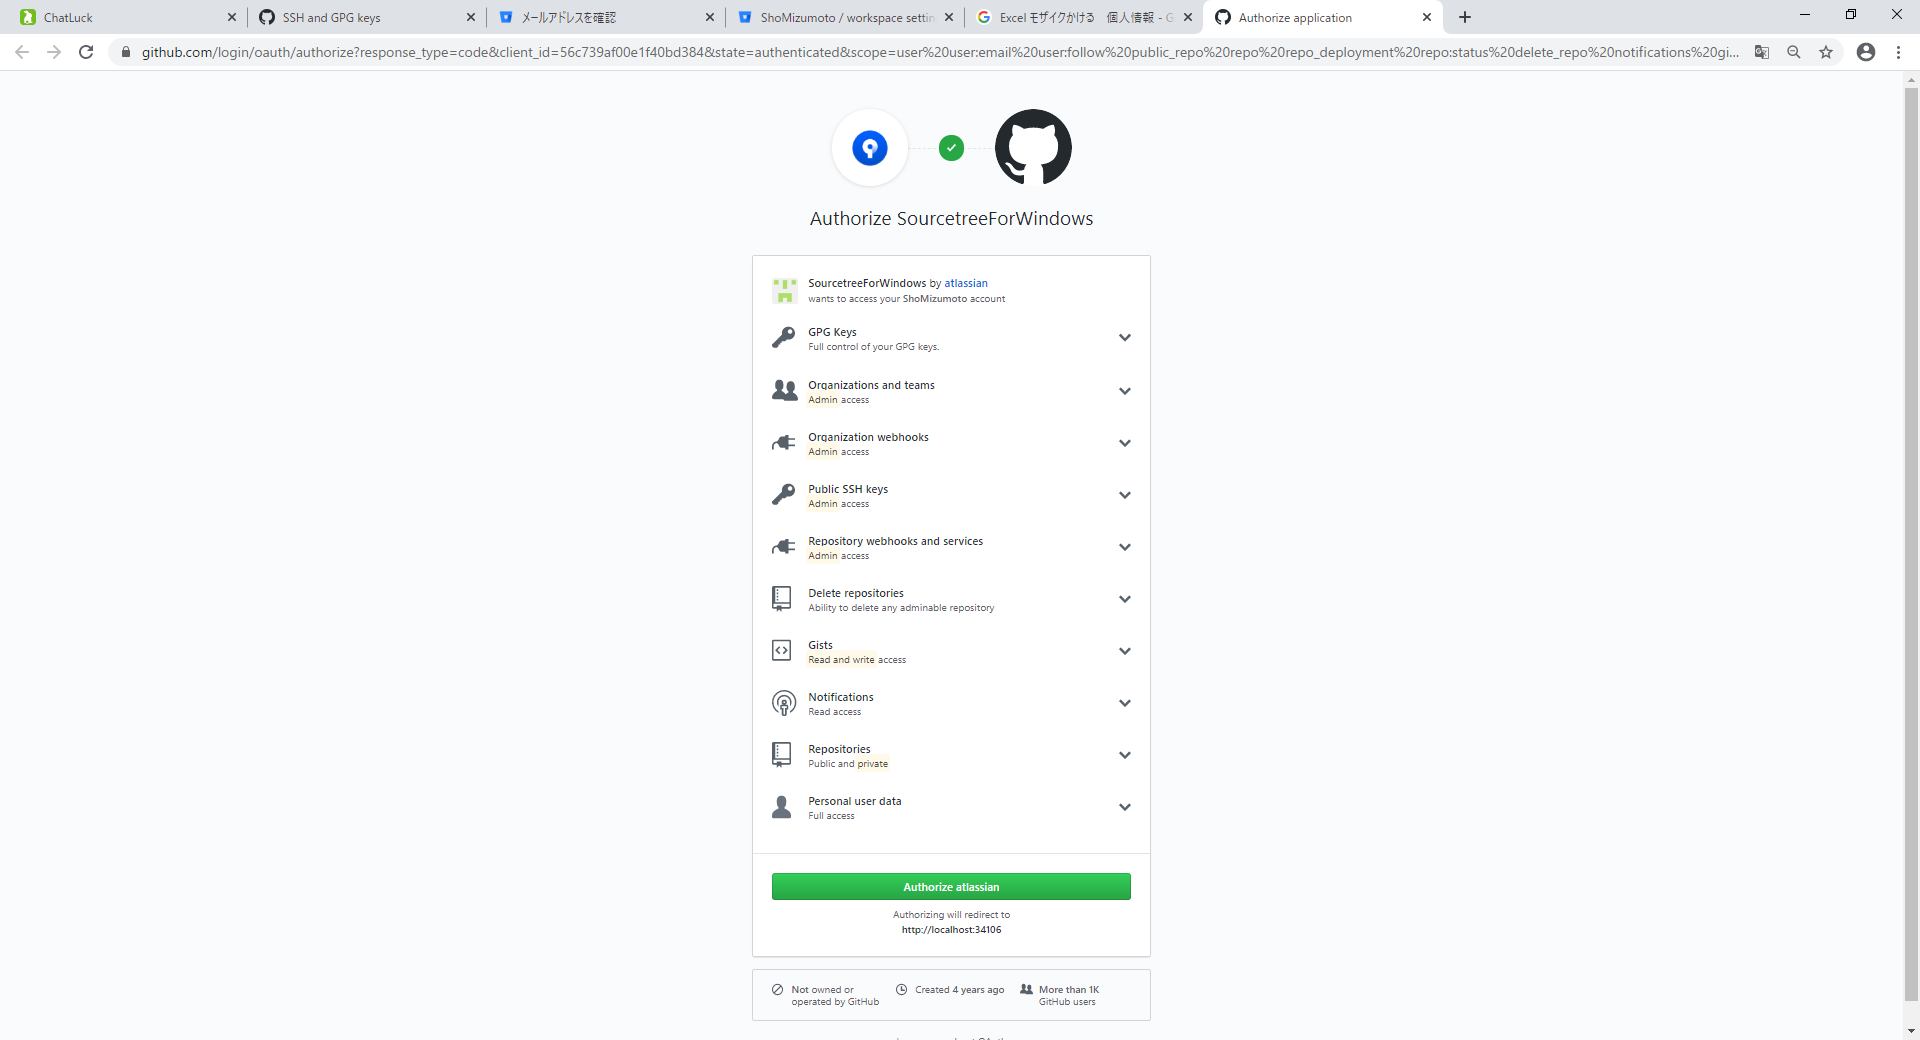 ChatLuck
SSH and GPG keys
メールアドレスを確認
ShoMizumoto / workspace settin
Excel モザイクかける　個人情報 - G
Authorize application
github.com/login/oauth/authorize?response_type=code&client_id=56c739af00e1f40bd384&state=authenticated&scope=user%20user:email%20user:follow%20public_repo%20repo%20repo_deployment%20repo:status%20delete_repo%20notifications%20gi...
Authorize SourcetreeForWindows
SourcetreeForWindows by atlassian
wants to access your ShoMizumoto account
GPG Keys
Full control of your GPG keys.
Organizations and teams
Admin access
Organization webhooks
Admin access
Public SSH keys
Admin access
Repository webhooks and services
Admin access
Delete repositories
Ability to delete any adminable repository
Gists
Read and write access
Notifications
Read access
Repositories
Public and private
Personal user data
Full access
Authorize atlassian
Authorizing will redirect to
http://localhost:34106
Not owned or
operated by GitHub
Created 4 years ago
More than 1K
GitHub users